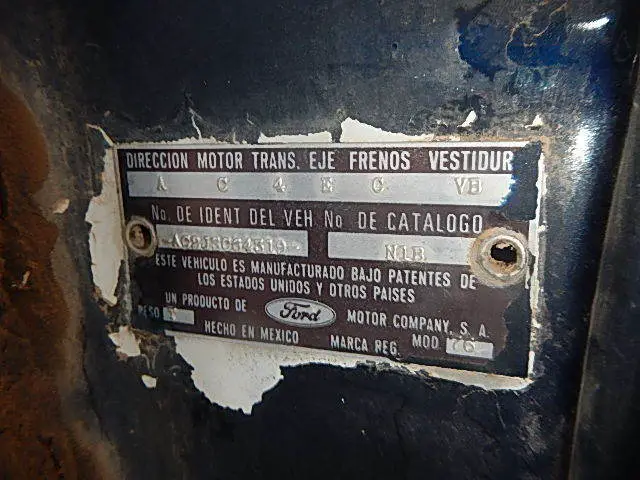 DIRECCION MOTOR TRANS. EJE FRENOS VESTIDUR
A C 4 E C VB
No. DE IDENT DEL VEH No DE CATALOGO
N1B
ESTE VEHICULO ES MANUFACTURADO BAJO PATENTES DE
LOS ESTADOS UNIDOS Y OTROS PAISES
UN PRODUCTO DE Ford MOTOR COMPANY, S. A.
PESO HECHO EN MEXICO MARCA REG. MOD 76